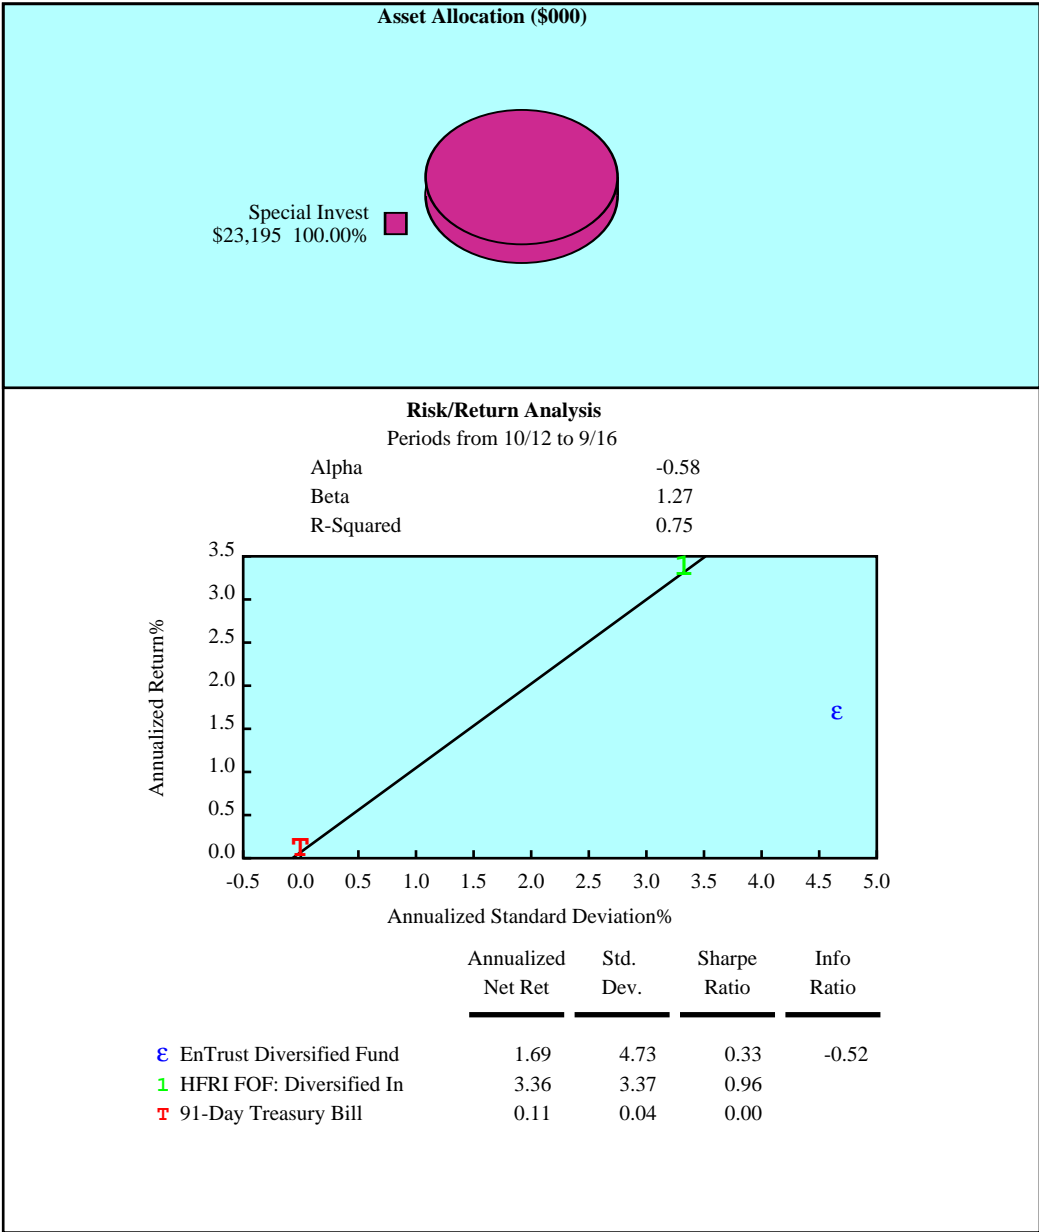 Asset Allocation ($000)
Special Invest
$23,195 100.00%
Risk/Return Analysis
Periods from 10/12 to 9/16
Alpha -0.58
Beta 1.27
R-Squared 0.75
Annualized Return%
3.5
3.0
2.5
2.0
1.5
1.0
0.5
0.0
1
ε
T
-0.5 0.0 0.5 1.0 1.5 2.0 2.5 3.0 3.5 4.0 4.5 5.0
Annualized Standard Deviation%
Annualized Std. Sharpe Info
Net Ret Dev. Ratio Ratio
ε EnTrust Diversified Fund 1.69 4.73 0.33 -0.52
1 HFRI FOF: Diversified In 3.36 3.37 0.96
T 91-Day Treasury Bill 0.11 0.04 0.00